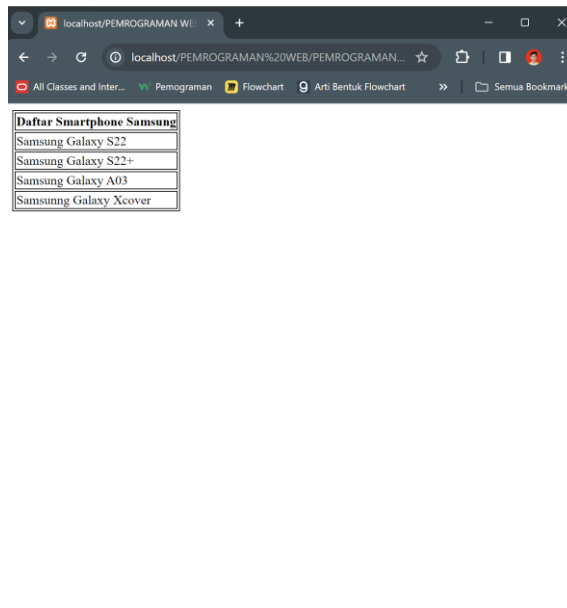 localhost/PEMROGRAMAN WE
localhost/PEMROGRAMAN%20WEB/PEMROGRAMAN...
All Classes and Inter... Pemograman Flowchart Arti Bentuk Flowchart » Semua Bookmark
Daftar Smartphone Samsung
Samsung Galaxy S22
Samsung Galaxy S22+
Samsung Galaxy A03
Samsunng Galaxy Xcover